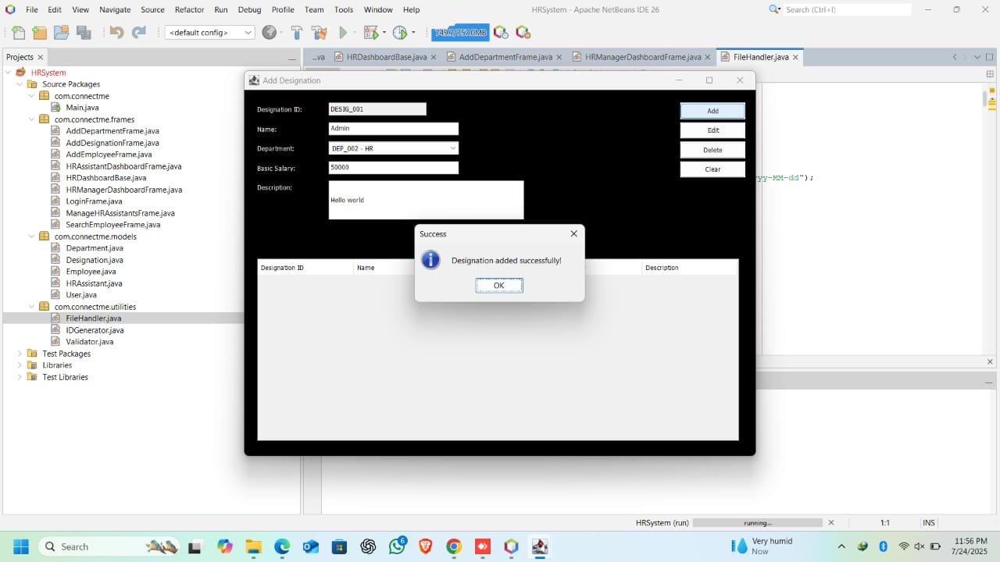 File Edit View Navigate Source Refactor Run Debug Profile Team Tools Window Help
HRSystem - Apache NetBeans IDE 26
Search (Ctrl+I)
<default config>
749.7/757.0MB
Projects
...va
HRDashboardBase.java
AddDepartmentFrame.java
HRManagerDashboardFrame.java
FileHandler.java
HRSystem
Source Packages
com.connectme
Main.java
com.connectme.frames
AddDepartmentFrame.java
AddDesignationFrame.java
AddEmployeeFrame.java
HRAssistantDashboardFrame.java
HRDashboardBase.java
HRManagerDashboardFrame.java
LoginFrame.java
ManageHRAssistantsFrame.java
SearchEmployeeFrame.java
com.connectme.models
Department.java
Designation.java
Employee.java
HRAssistant.java
User.java
com.connectme.utilities
FileHandler.java
IDGenerator.java
Validator.java
Test Packages
Libraries
Test Libraries
Add Designation
Designation ID: DESIG_001
Add
Name: Admin
Edit
Department: DEP_002 - HR
Delete
Basic Salary: 50000
Clear
Description:
Hello world
yy-MM-dd");
Success
Designation added successfully!
OK
Designation ID Name Description
HRSystem (run) running... 1:1 INS
Search
6
Very humid
Now
11:56 PM
7/24/2025